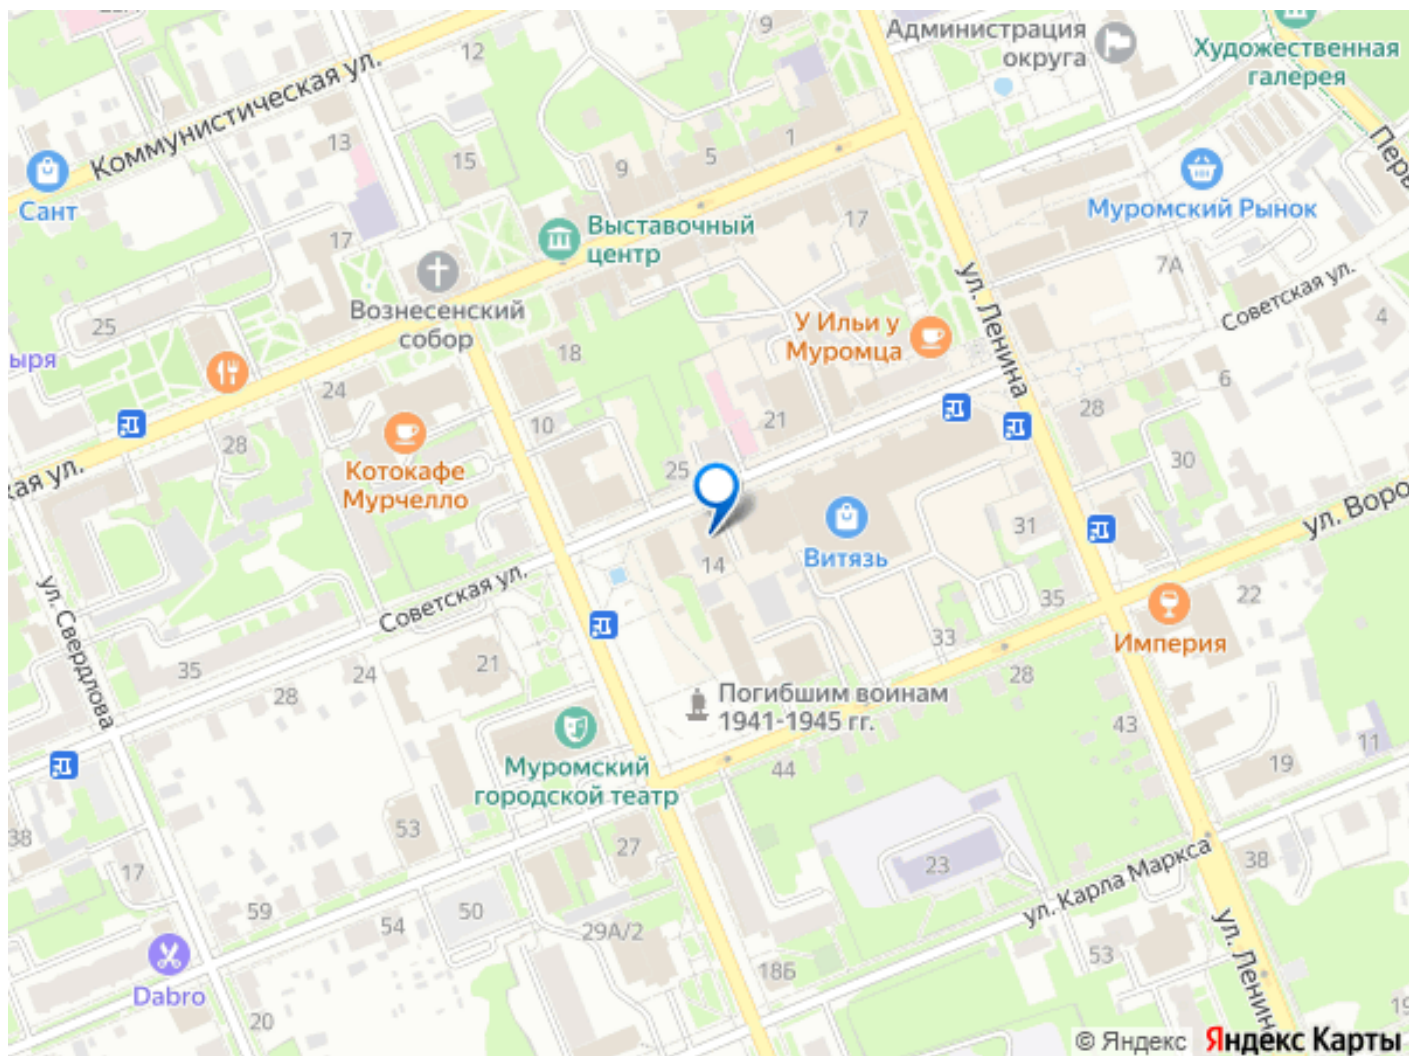 12
9
Администрация
округа
Художественная
галерея
Коммунистическая ул.
13
15
9
5
1
Сант
Муромский Рынок
17
Выставочный
центр
17
7А
Вознесенский
собор
25
ул. Ленина
Советская ул.
4
У Ильи у
Муромца
18
24
6
28
10
21
28
Котокафе
Мурчелло
25
30
31
Витязь
14
Советская ул.
ул. Свердлова
35
22
33
Империя
35
24
21
28
28
Погибшим воинам
1941-1945 гг.
43
11
Муромский
городской театр
44
19
38
53
27
17
23
ул. Карла Маркса
38
59
50
54
29А/2
ул. Ленина
53
18Б
Dabro
20
19
© Яндекс
Яндекс Карты